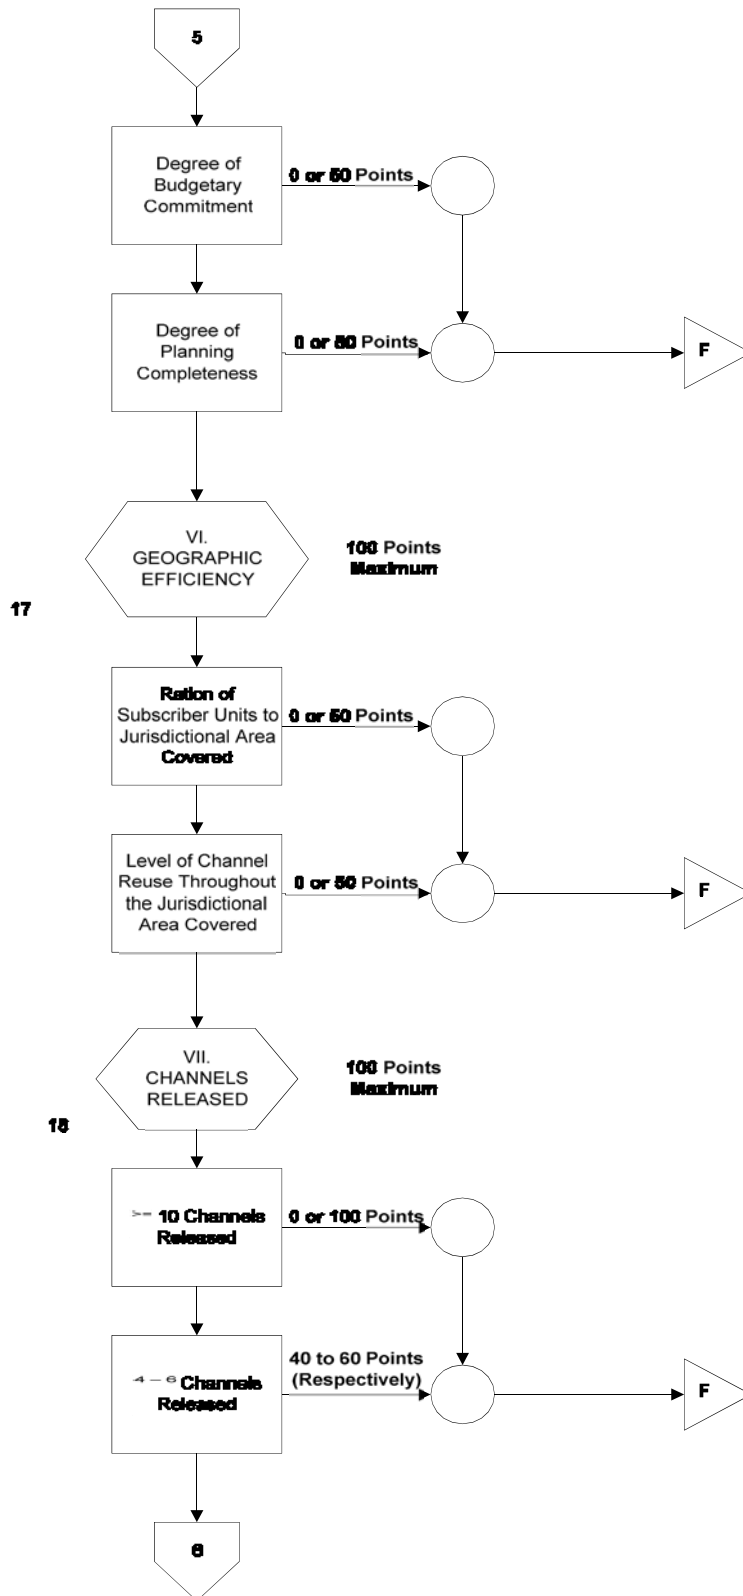 5
Degree of
Budgetary
Commitment
0 or 50 Points
Degree of
Planning
Completeness
0 or 50 Points
F
VI.
GEOGRAPHIC
EFFICIENCY
100 Points
Maximum
17
Ration of
Subscriber Units to
Jurisdictional Area
Covered
0 or 50 Points
Level of Channel
Reuse Throughout
the Jurisdictional
Area Covered
0 or 50 Points
F
VII.
CHANNELS
RELEASED
100 Points
Maximum
18
>= 10 Channels
Released
0 or 100 Points
4 – 6 Channels
Released
40 to 60 Points
(Respectively)
F
6